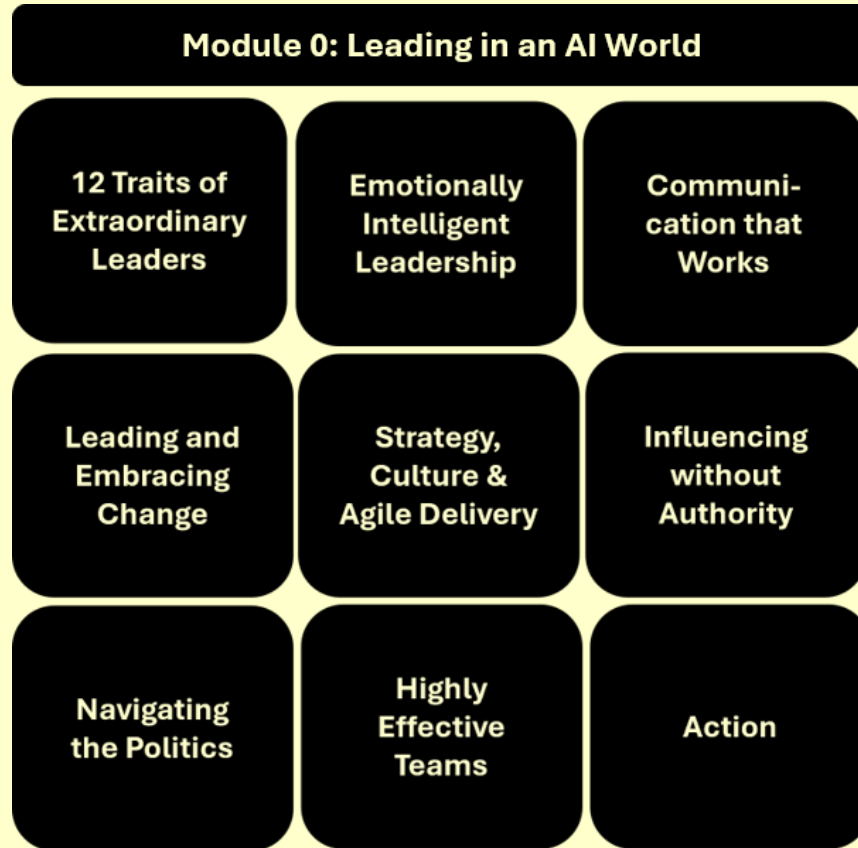 Module 0: Leading in an AI World
12 Traits of
Extraordinary
Leaders
Emotionally
Intelligent
Leadership
Communi-
cation that
Works
Leading and
Embracing
Change
Strategy,
Culture &
Agile Delivery
Influencing
without
Authority
Navigating
the Politics
Highly
Effective
Teams
Action